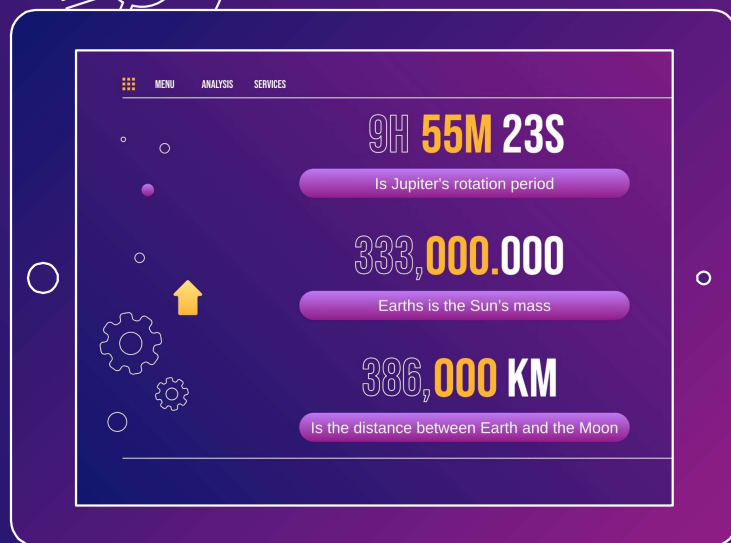 MENU ANALYSIS SERVICES
9H 55M 23S
Is Jupiter's rotation period
333,000.000
Earths is the Sun's mass
386,000 KM
Is the distance between Earth and the Moon